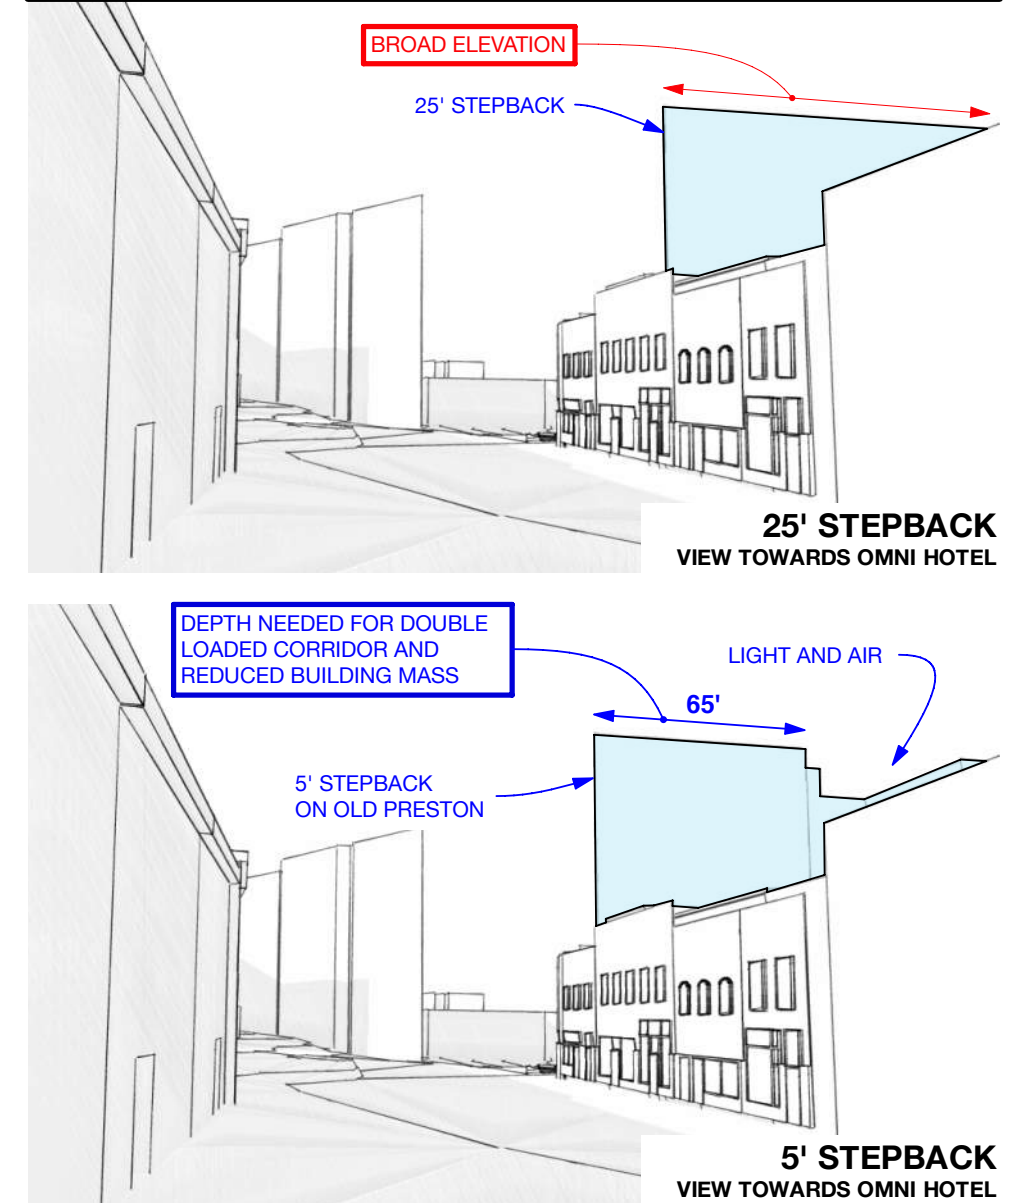 BROAD ELEVATION
25' STEPBACK
25' STEPBACK
VIEW TOWARDS OMNI HOTEL
DEPTH NEEDED FOR DOUBLE
LOADED CORRIDOR AND
REDUCED BUILDING MASS
LIGHT AND AIR
65'
5' STEPBACK
ON OLD PRESTON
5' STEPBACK
VIEW TOWARDS OMNI HOTEL